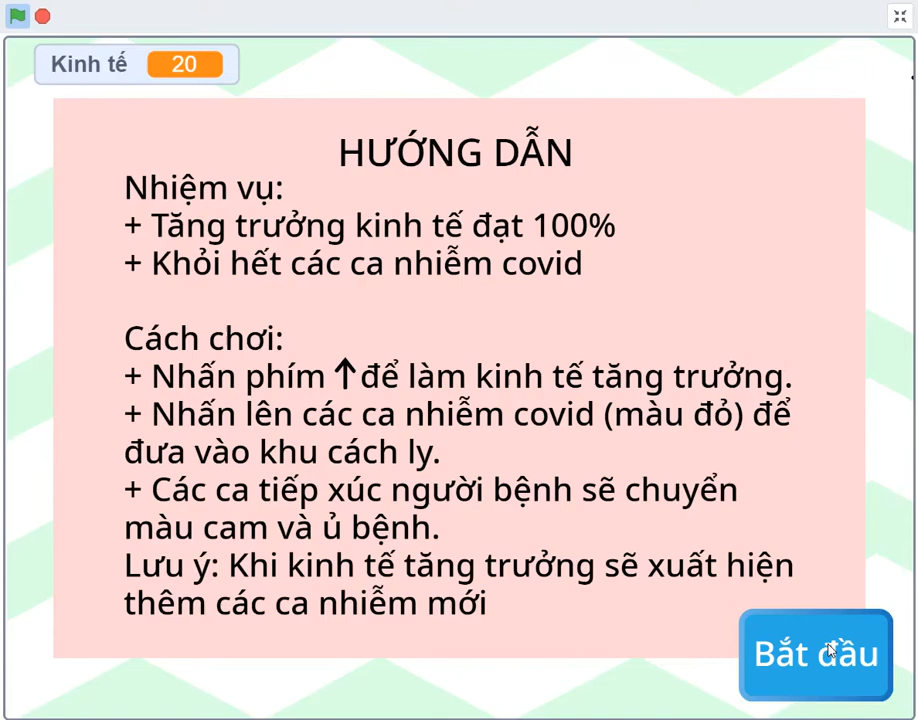 Kinh tế 20
HƯỚNG DẪN
Nhiệm vụ:
+ Tăng trưởng kinh tế đạt 100%
+ Khỏi hết các ca nhiễm covid
Cách chơi:
+ Nhấn phím ↑ để làm kinh tế tăng trưởng.
+ Nhấn lên các ca nhiễm covid (màu đỏ) để
đưa vào khu cách ly.
+ Các ca tiếp xúc người bệnh sẽ chuyển
màu cam và ủ bệnh.
Lưu ý: Khi kinh tế tăng trưởng sẽ xuất hiện
thêm các ca nhiễm mới
Bắt đầu